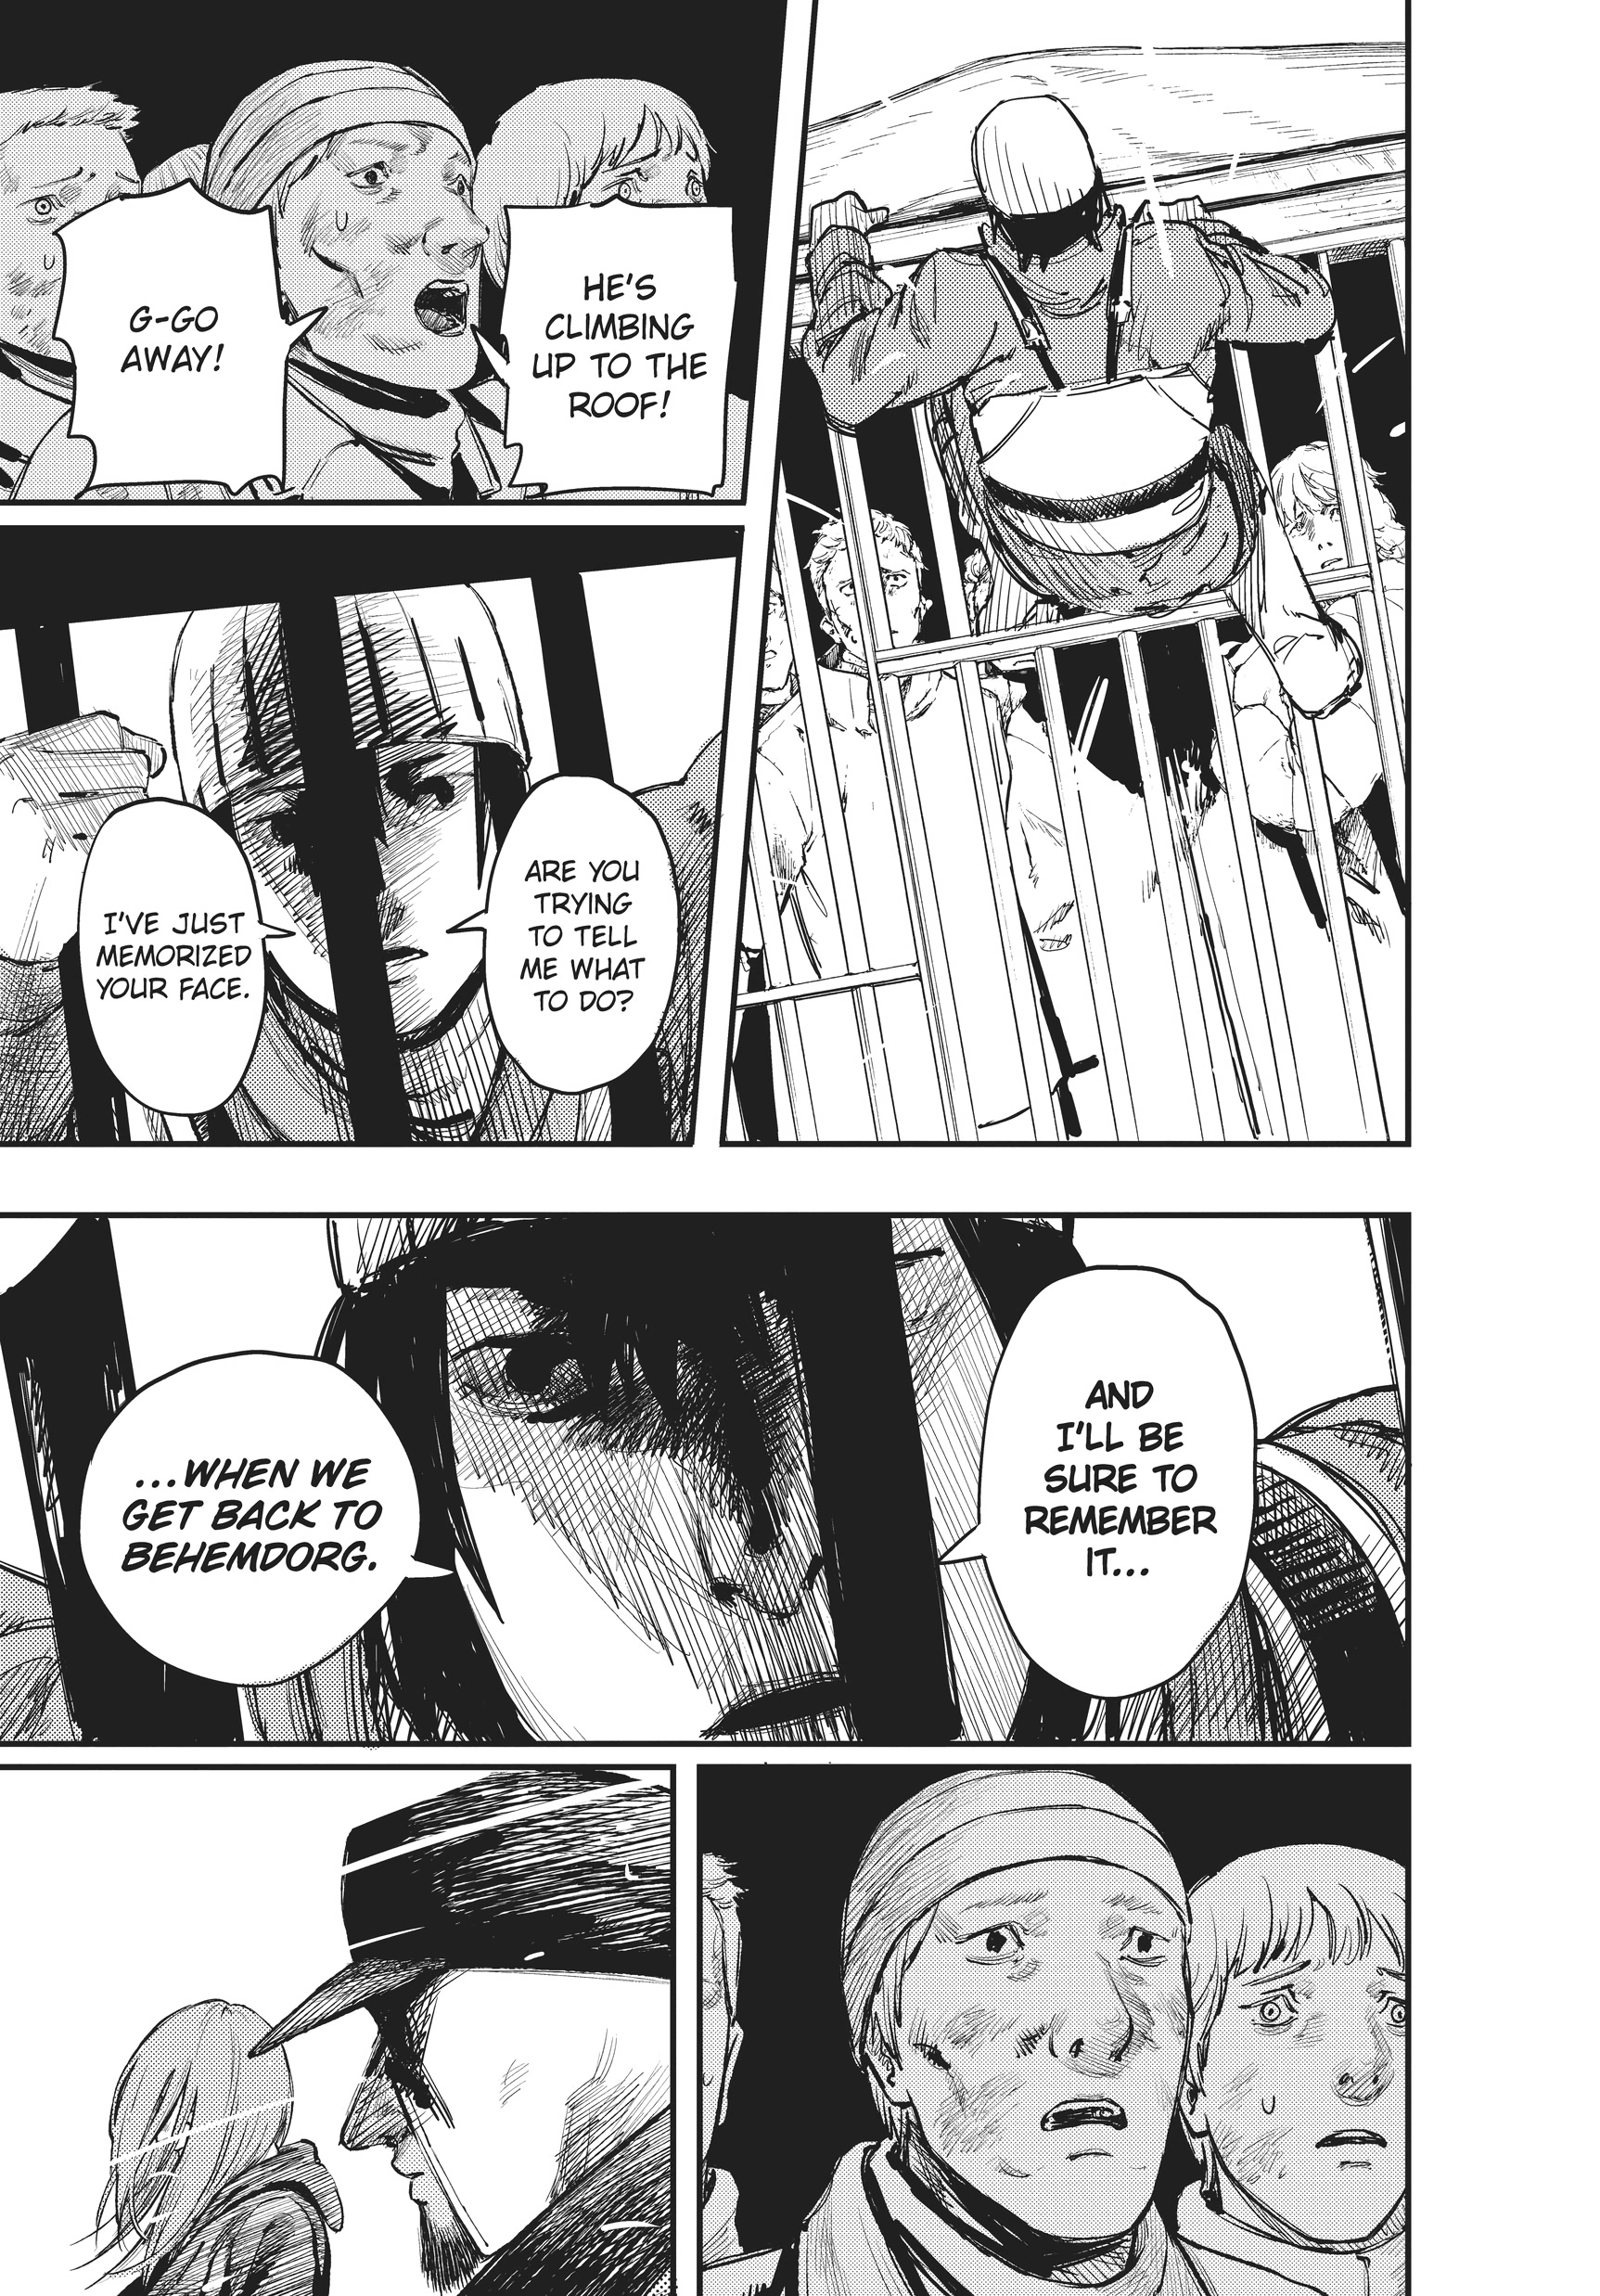 HE'S
CLIMBING
UP TO THE
ROOF!
G-GO
AWAY!
ARE YOU
TRYING
TO TELL
ME WHAT
TO DO?
I'VE JUST
MEMORIZED
YOUR FACE.
AND
I'LL BE
SURE TO
REMEMBER
IT...
...WHEN WE
GET BACK TO
BEHEMDORG.